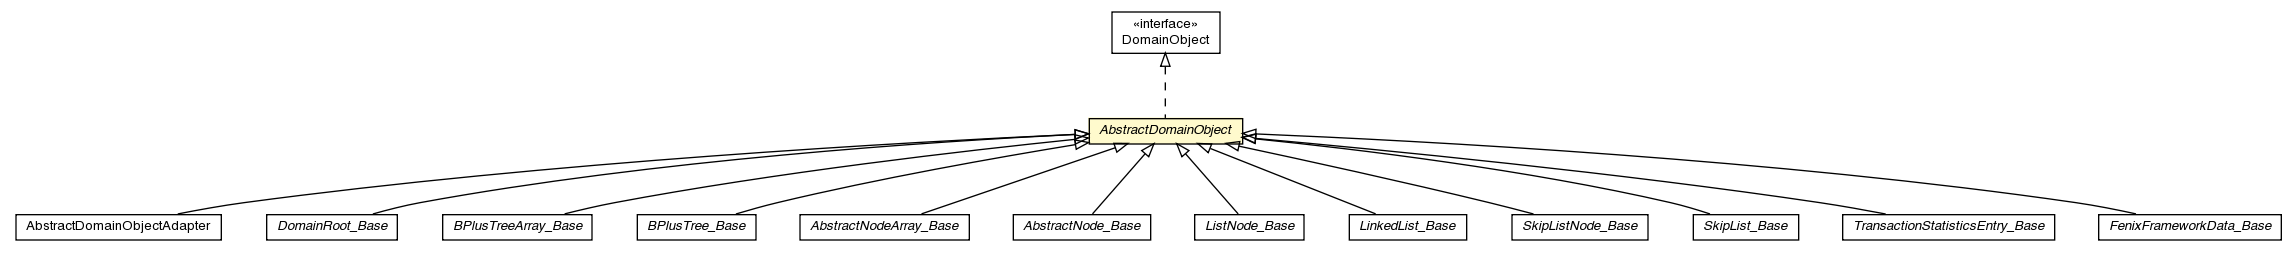 «interface»
DomainObject
AbstractDomainObject
AbstractDomainObjectAdapter
DomainRoot_Base
BPlusTreeArray_Base
BPlusTree_Base
AbstractNodeArray_Base
AbstractNode_Base
ListNode_Base
LinkedList_Base
SkipListNode_Base
SkipList_Base
TransactionStatisticsEntry_Base
FenixFrameworkData_Base